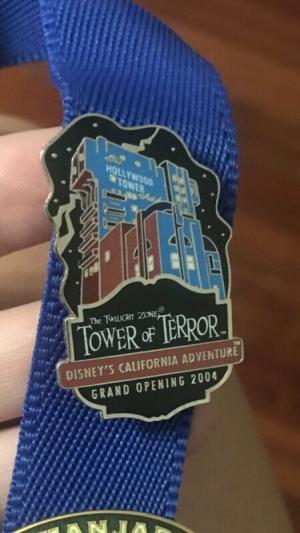 HOLLYWOOD
TOWER
The TWILIGHT ZONE®
TOWER OF TERROR™
DISNEY'S CALIFORNIA ADVENTURE™
GRAND OPENING 2004